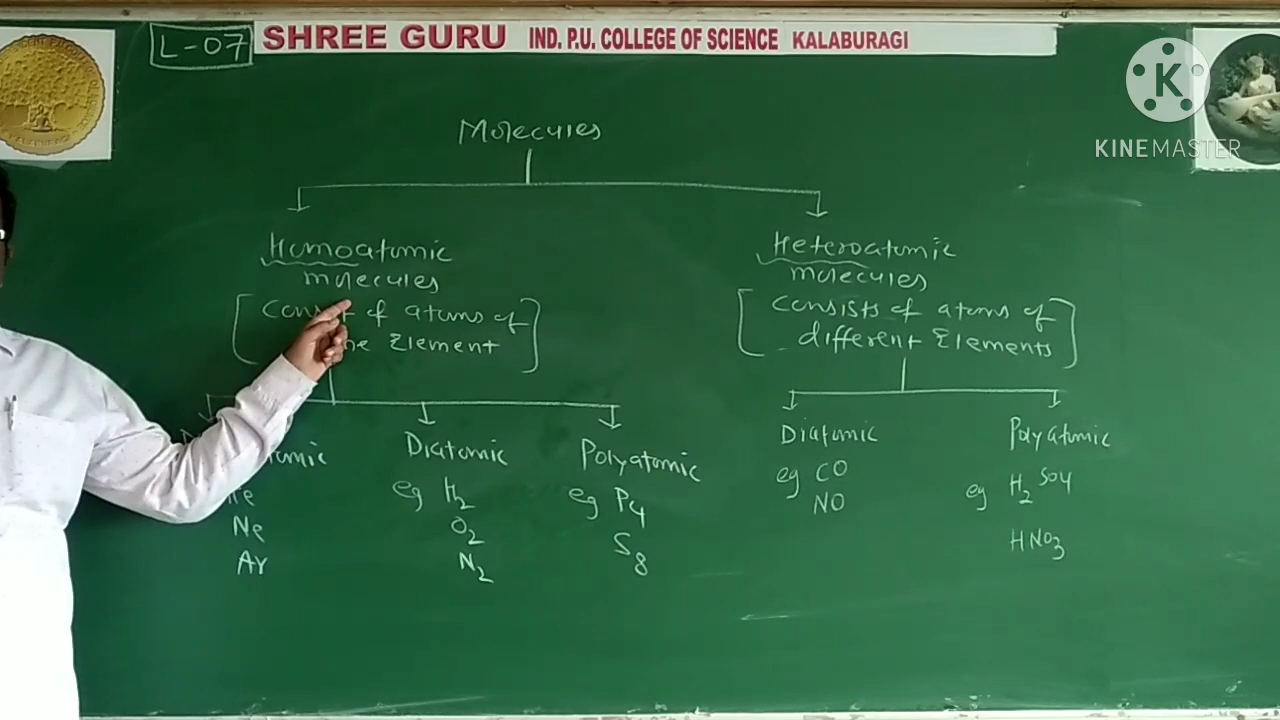 L-07
SHREE GURU IND. P.U. COLLEGE OF SCIENCE KALABURAGI
KINEMASTER
Molecules
Homoatomic
molecules
[consist of atoms of
Element]
Diatomic
eg H2
O2
N2
Polyatomic
eg P4
S8
Ne
Ar
Heteroatomic
molecules
[consists of atoms of
different Elements]
Diatomic
eg CO
NO
Polyatomic
eg H2SO4
HNO3